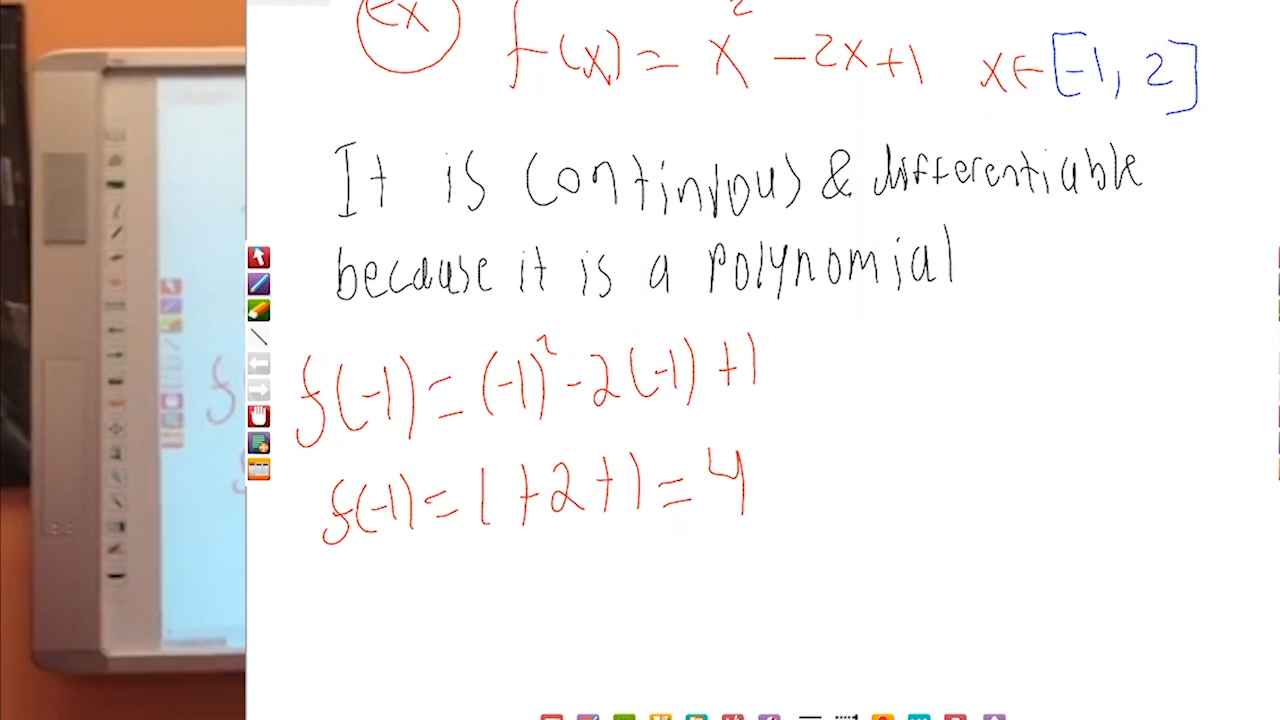 Ex f(x) = x² - 2x + 1 x ∈ [-1, 2]
It is continuous & differentiable
because it is a polynomial
f(-1) = (-1)² - 2(-1) + 1
f(-1) = 1 + 2 + 1 = 4